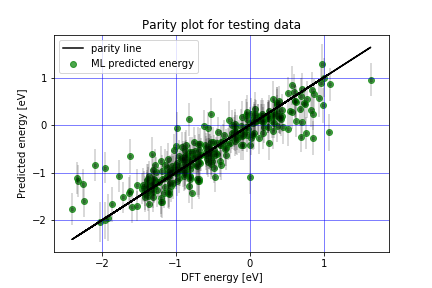 Parity plot for testing data
parity line
ML predicted energy
Predicted energy [eV]
1
0
−1
−2
−2
−1
0
1
DFT energy [eV]